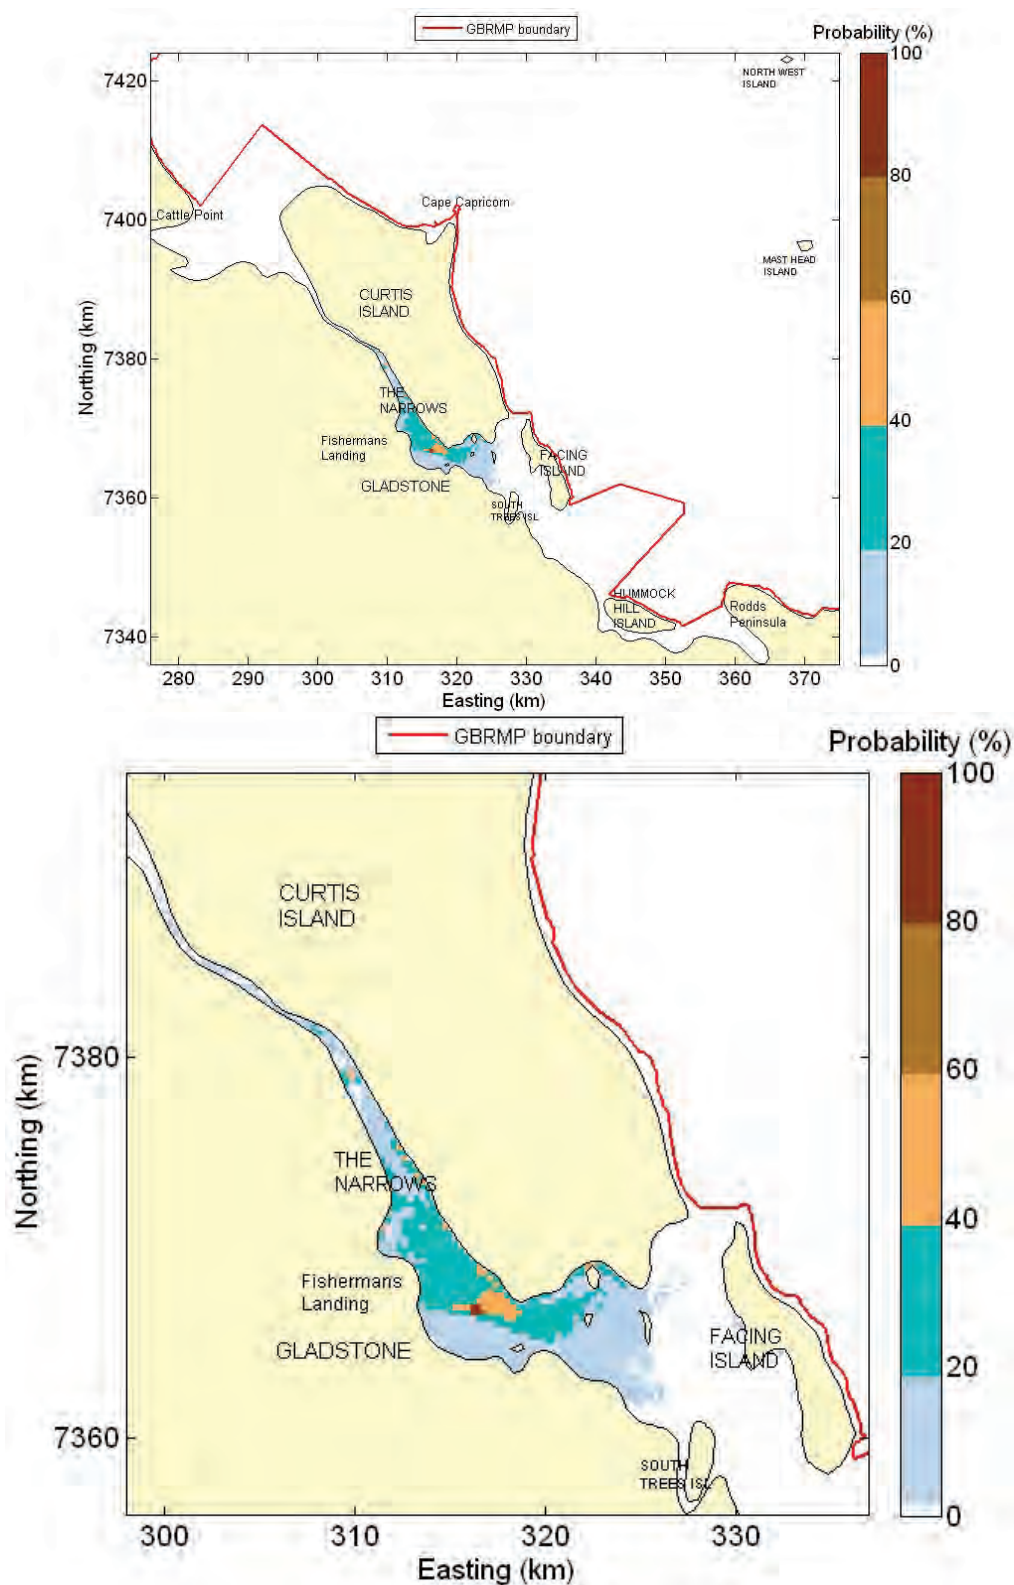 GBRMP boundary
Probability (%)
100
80
60
40
20
0
7420
7400
7380
7360
7340
Northing (km)
NORTH WEST
ISLAND
Cattle Point
Cape Capricorn
MAST HEAD
ISLAND
CURTIS
ISLAND
THE
NARROWS
Fishermans
Landing
GLADSTONE
FACING
ISLAND
SOUTH
TREES ISL
HUMMOCK
HILL
ISLAND
Rodds
Peninsula
280 290 300 310 320 330 340 350 360 370
Easting (km)
GBRMP boundary
Probability (%)
100
80
60
40
20
0
7380
7360
Northing (km)
CURTIS
ISLAND
THE
NARROWS
Fishermans
Landing
GLADSTONE
FACING
ISLAND
SOUTH
TREES ISL
300 310 320 330
Easting (km)